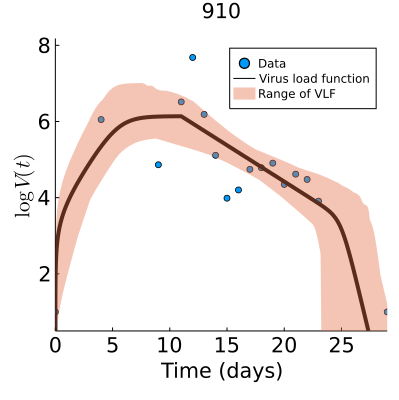 910
8
6
4
2
log V(t)
Data
Virus load function
Range of VLF
0 5 10 15 20 25
Time (days)